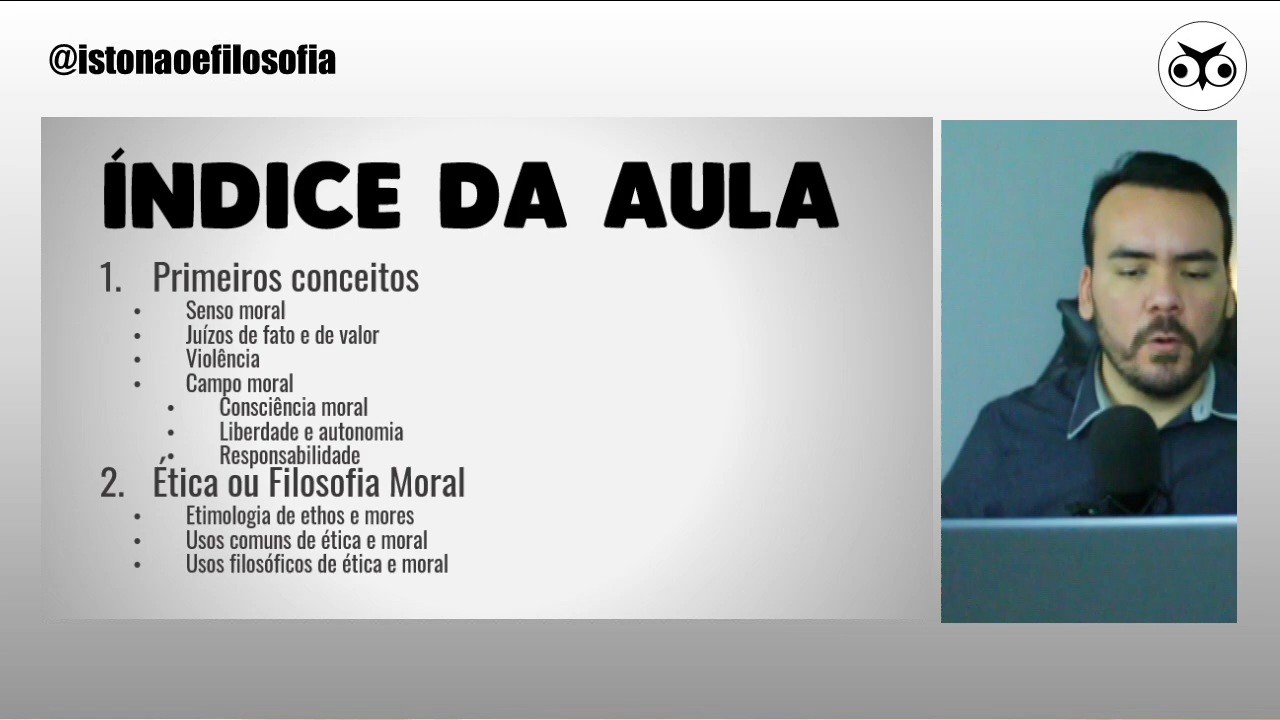 @istonaoefilosofia
ÍNDICE DA AULA
1. Primeiros conceitos
• Senso moral
• Juízos de fato e de valor
• Violência
• Campo moral
• Consciência moral
• Liberdade e autonomia
• Responsabilidade
2. Ética ou Filosofia Moral
• Etimologia de ethos e mores
• Usos comuns de ética e moral
• Usos filosóficos de ética e moral